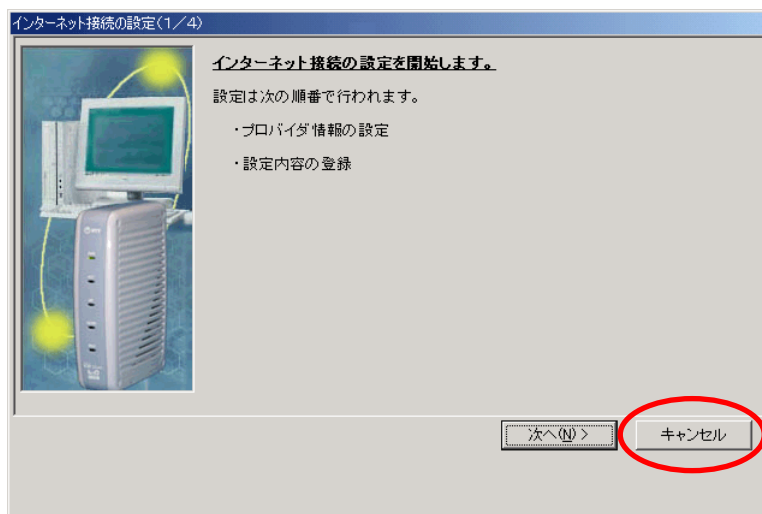 インターネット接続の設定(1/4)
インターネット接続の設定を開始します。
設定は次の順番で行われます。
・プロバイダ情報の設定
・設定内容の登録
次へ(N) >
キャンセル